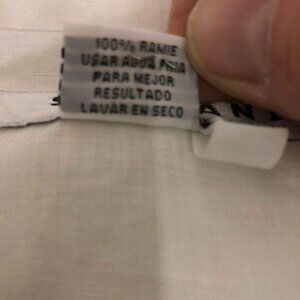 100% RAMIE
USAR AGUA FRIA
PARA MEJOR
RESULTADO
LAVAR EN SECO